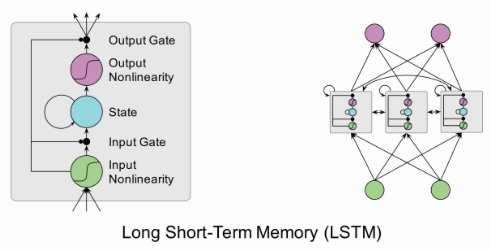 Output Gate
Output
Nonlinearity
State
Input Gate
Input
Nonlinearity
Long Short-Term Memory (LSTM)